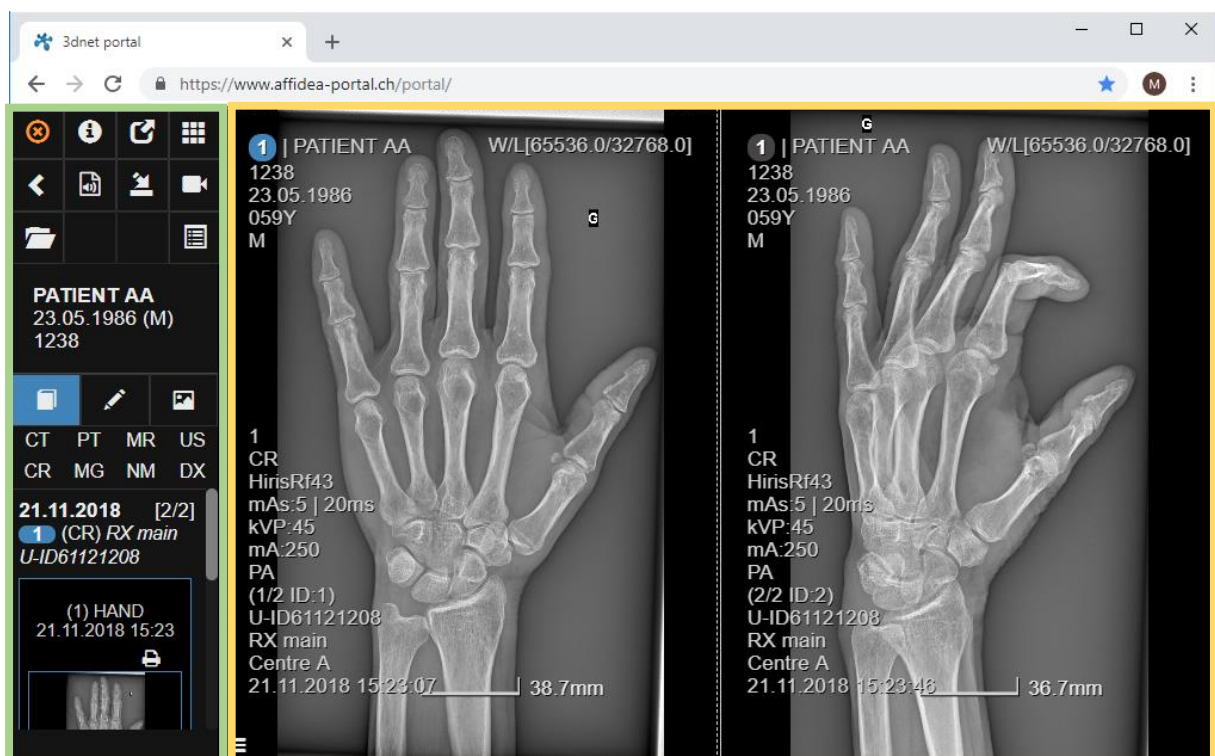 3dnet portal
https://www.affidea-portal.ch/portal/
M
PATIENT AA
23.05.1986 (M)
1238
CT PT MR US
CR MG NM DX
21.11.2018 [2/2]
1 (CR) RX main
U-ID61121208
(1) HAND
21.11.2018 15:23
1 | PATIENT AA W/L[65536.0/32768.0]
1238
23.05.1986
059Y
M
G
1
CR
HirisRf43
mAs:5 | 20ms
kVP:45
mA:250
PA
(1/2 ID:1)
U-ID61121208
RX main
Centre A
21.11.2018 15:23:07 38.7mm
G
1 | PATIENT AA W/L[65536.0/32768.0]
1238
23.05.1986
059Y
M
1
CR
HirisRf43
mAs:5 | 20ms
kVP:45
mA:250
PA
(2/2 ID:2)
U-ID61121208
RX main
Centre A
21.11.2018 15:23:46 36.7mm